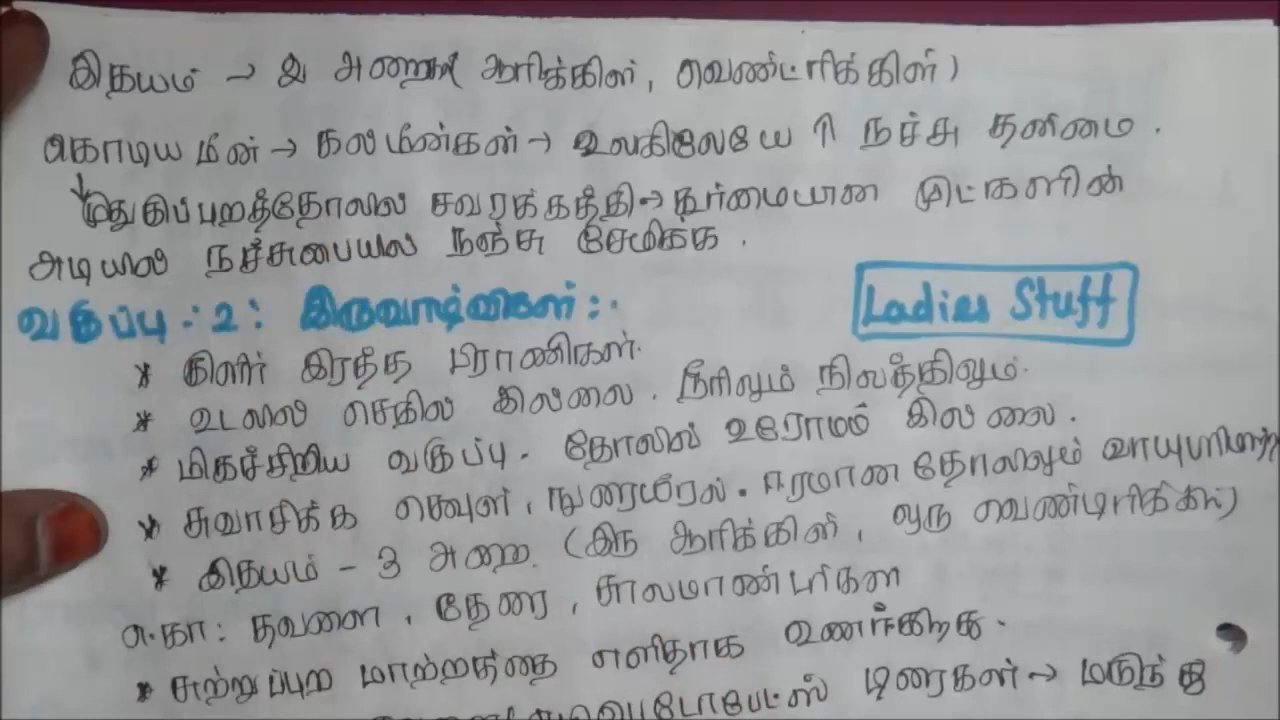 இதயம் → 2 அறை (ஆரிக்கிள், வெண்ட்ரிக்கிள்)
கொடிய மீன் → கல்மீன்கள் → உலகிலேயே ↑ நச்சு தன்மை.
↓முதுகுப்புறத்தோலில் சவரக்கத்தி → கூர்மையான முட்களின்
அடியில் நச்சுபையில் நஞ்சு சேமிக்க.
வகுப்பு - 2: இருவாழ்விகள்:-
Ladies Stuff
* குளிர் இரத்த பிராணிகள்.
* உடலில் செதில் இல்லை. நீரிலும் நிலத்திலும்.
* மிகச்சிறிய வகுப்பு. தோலில் உரோமம் இல்லை.
* சுவாசிக்க செவுள், நுரையீரல். ஈரமான தோலும் வாயுபரிமாற்
* இதயம் - 3 அறை. (இரு ஆரிக்கிள், ஒரு வெண்டிரிக்கிள்)
எ.கா: தவளை, தேரை, சாலமாண்டர்கள்
* சுற்றுப்புற மாற்றத்தை எளிதாக உணர்கிறது.
டிரைகள் → மருந்து